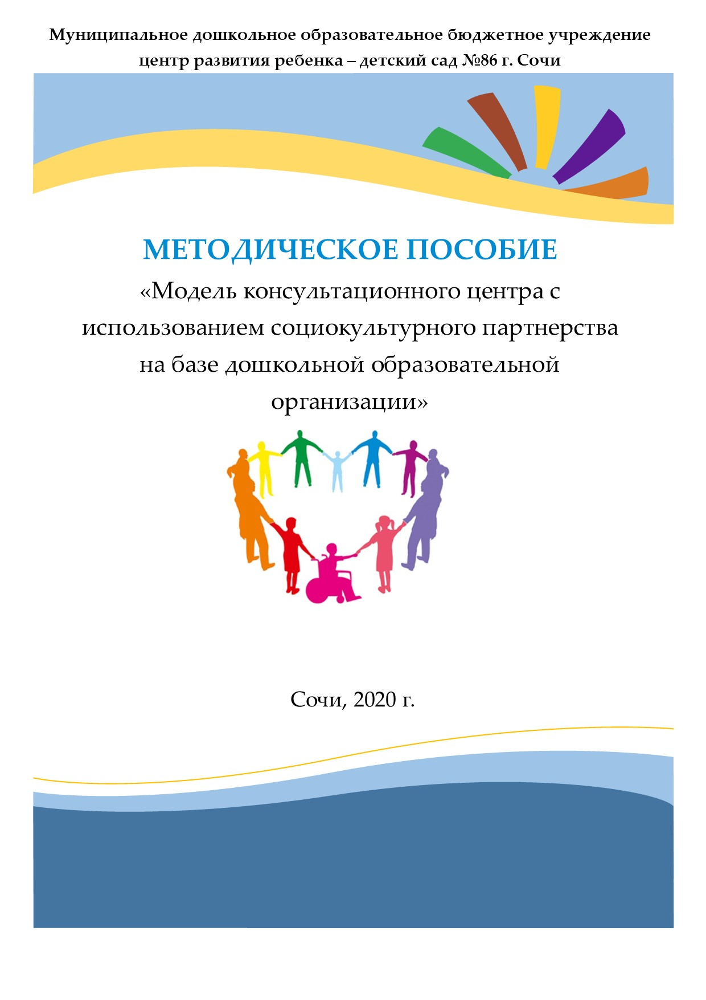 Муниципальное дошкольное образовательное бюджетное учреждение
центр развития ребенка – детский сад №86 г. Сочи
МЕТОДИЧЕСКОЕ ПОСОБИЕ
«Модель консультационного центра с
использованием социокультурного партнерства
на базе дошкольной образовательной
организации»
Сочи, 2020 г.